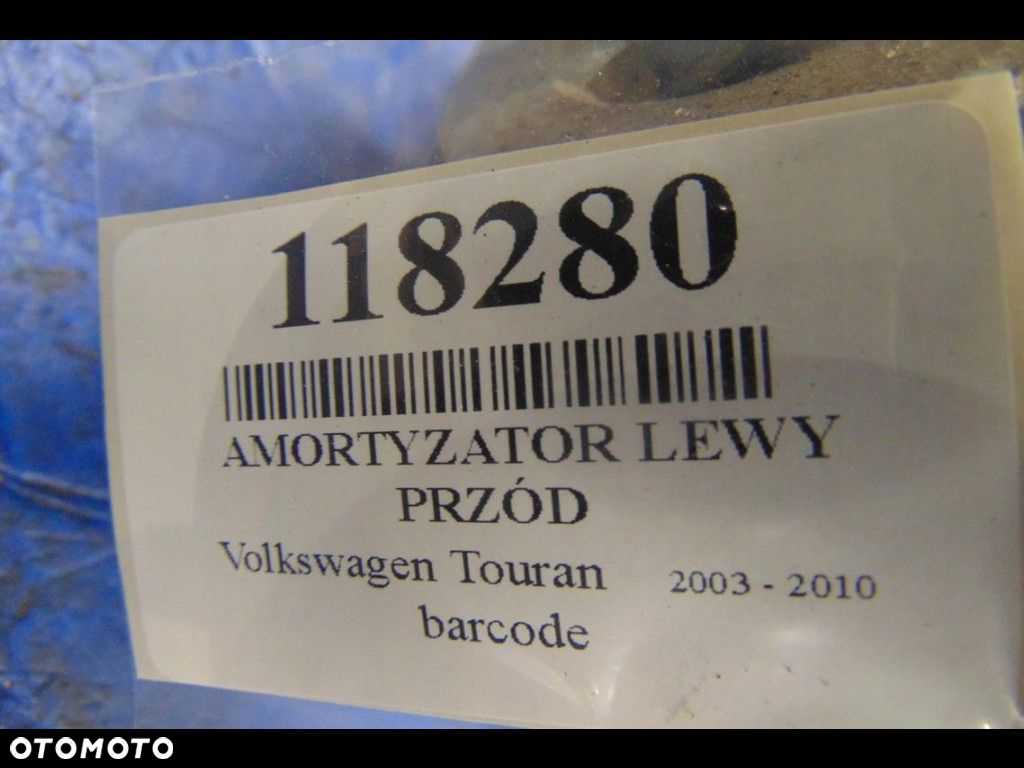 118280
AMORTYZATOR LEWY
PRZÓD
Volkswagen Touran 2003 - 2010
barcode
OTOMOTO